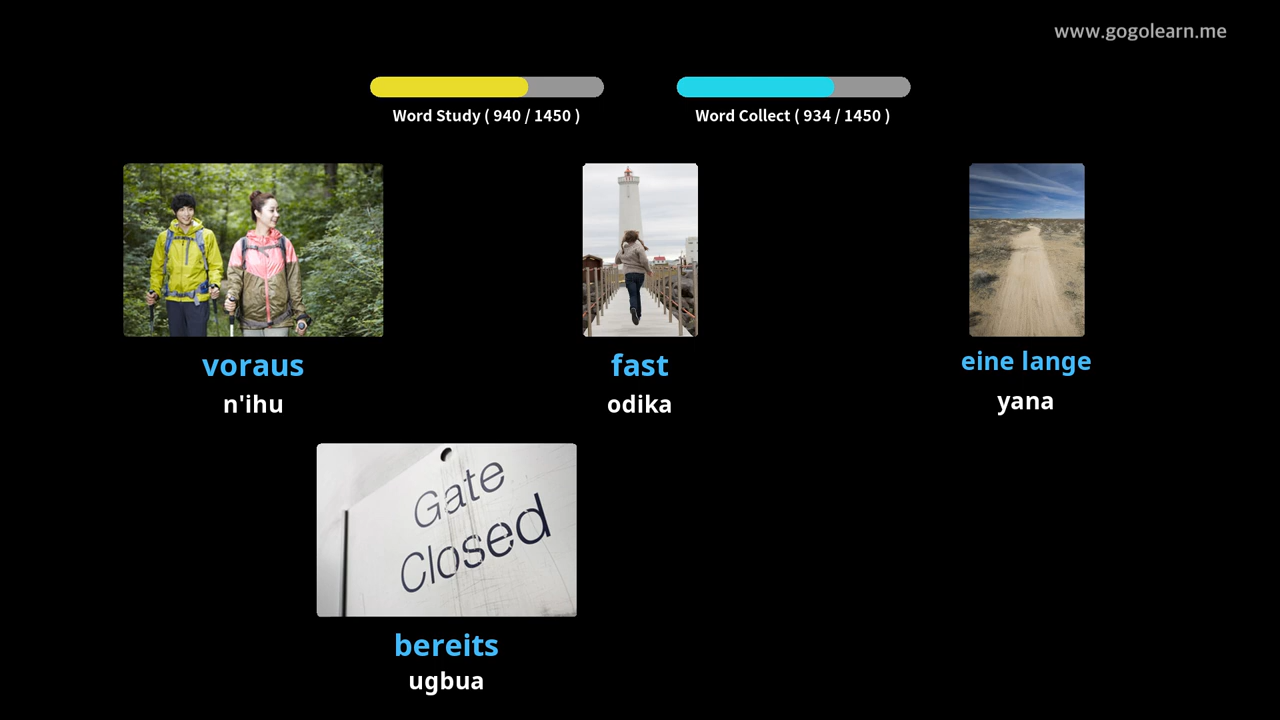 www.gogolearn.me
Word Study ( 940 / 1450 )
Word Collect ( 934 / 1450 )
voraus
n'ihu
fast
odika
eine lange
yana
Gate
Closed
bereits
ugbua